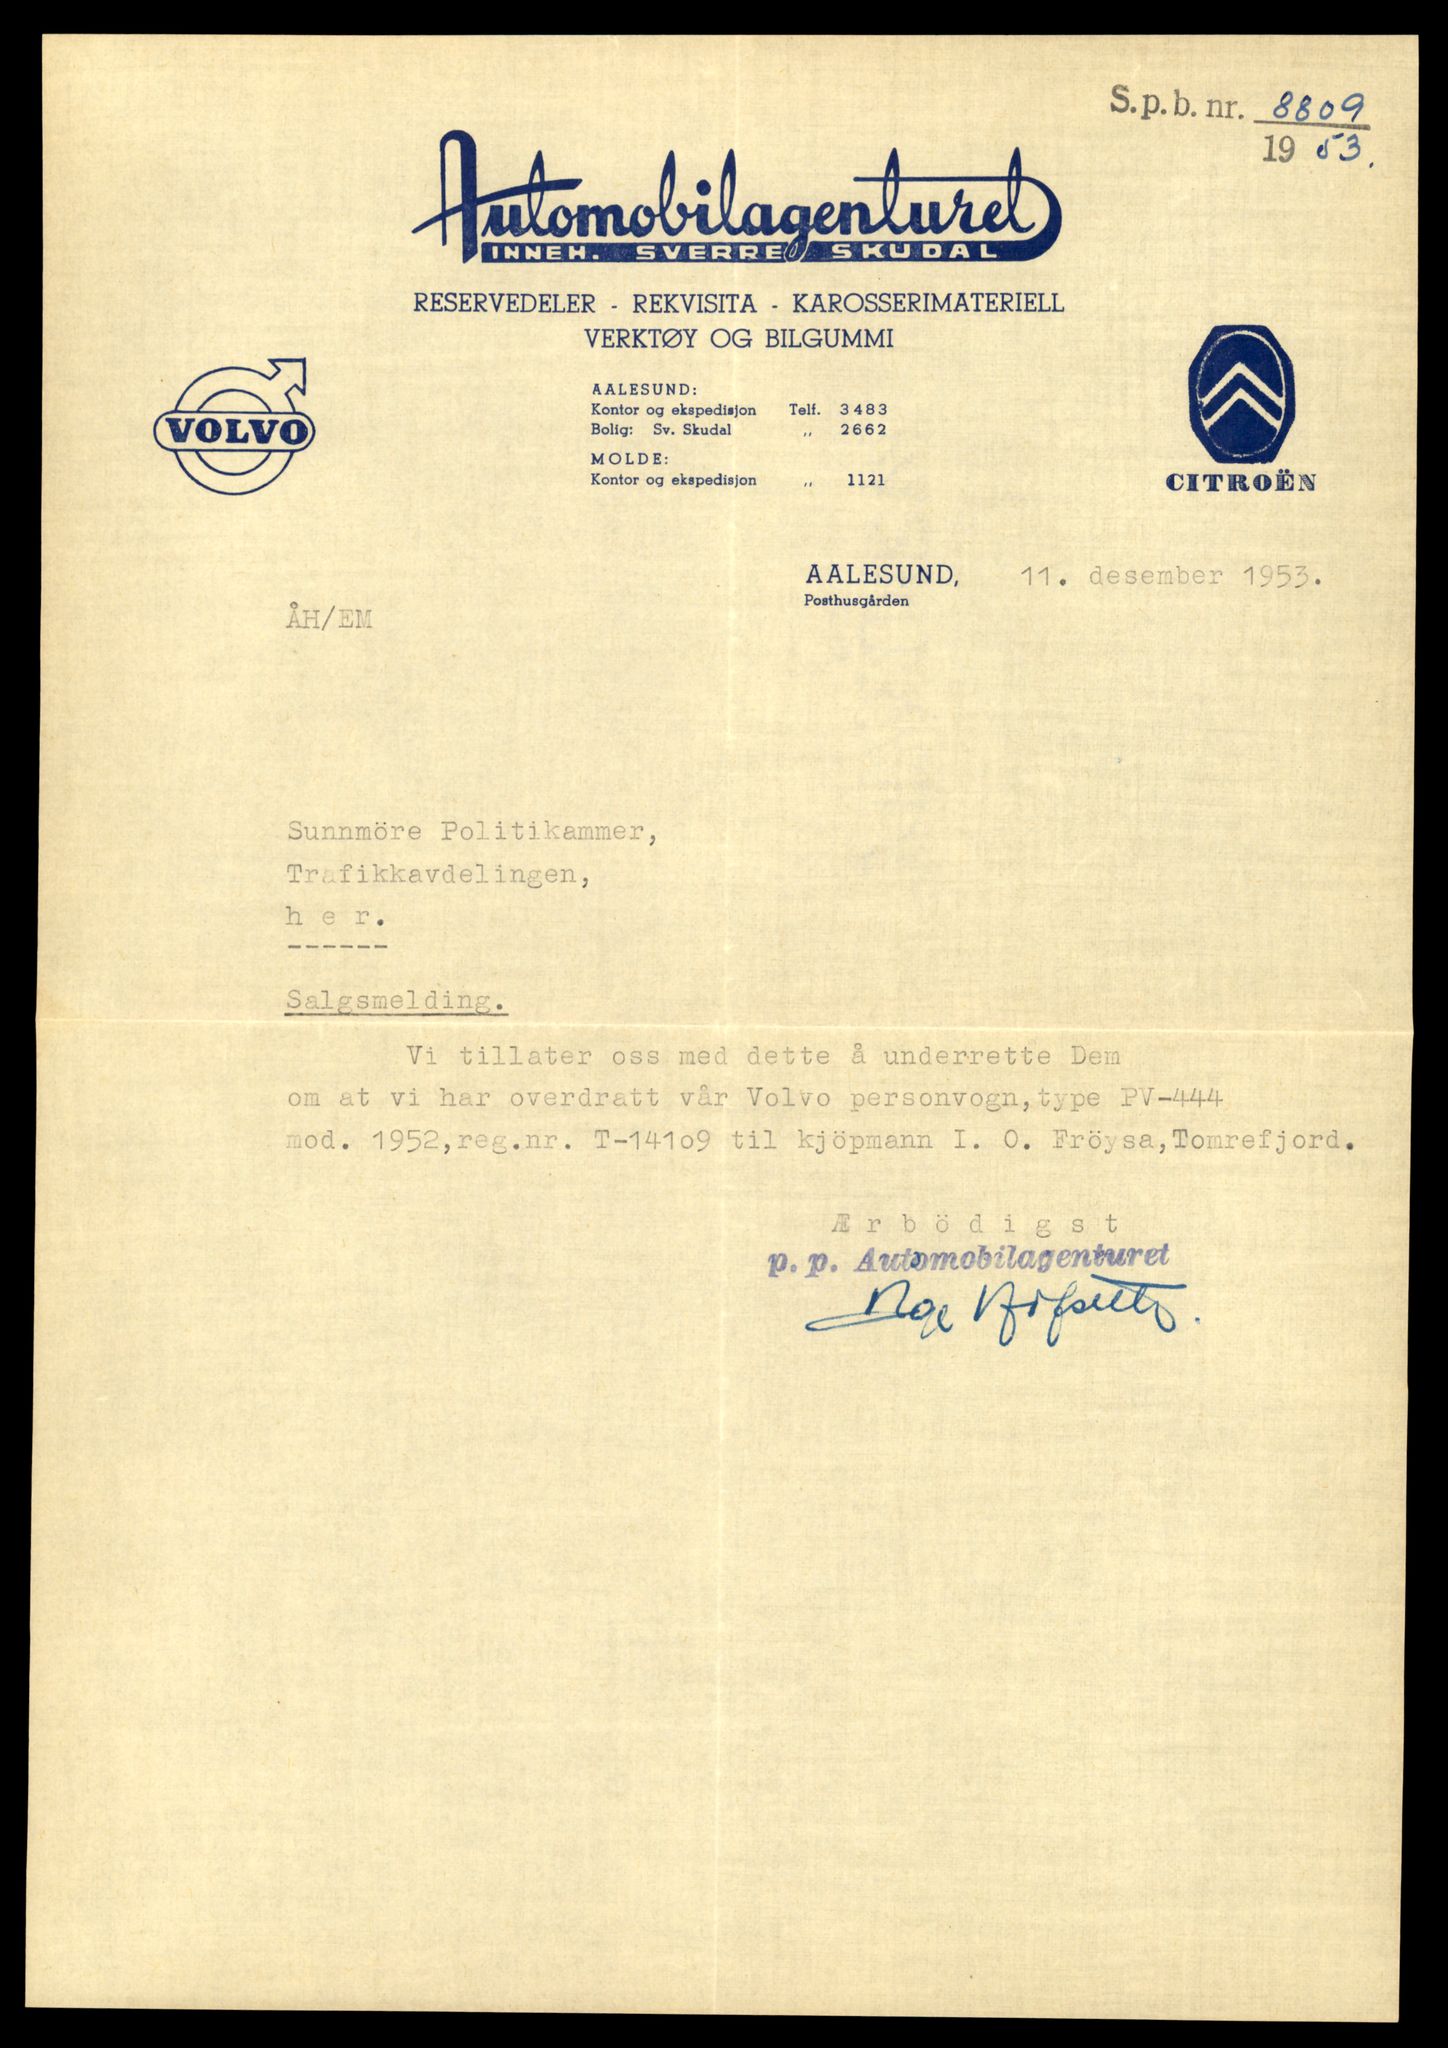 S.p.b. nr. 8809
19 53.
Automobilagenturet
INNEH. SVERRE SKUDAL
RESERVEDELER - REKVISITA - KAROSSERIMATERIELL
VERKTØY OG BILGUMMI
VOLVO
AALESUND:
Kontor og ekspedisjon Telf. 3483
Bolig: Sv. Skudal „ 2662
MOLDE:
Kontor og ekspedisjon „ 1121
CITROËN
AALESUND, 11. desember 1953.
Posthusgården
ÅH/EM
Sunnmöre Politikammer,
Trafikkavdelingen,
h e r.
------
Salgsmelding.
Vi tillater oss med dette å underrette Dem
om at vi har overdratt vår Volvo personvogn,type PV-444
mod. 1952,reg.nr. T-141o9 til kjöpmann I. O. Fröysa,Tomrefjord.
Æ r b ö d i g s t
p. p. Automobilagenturet